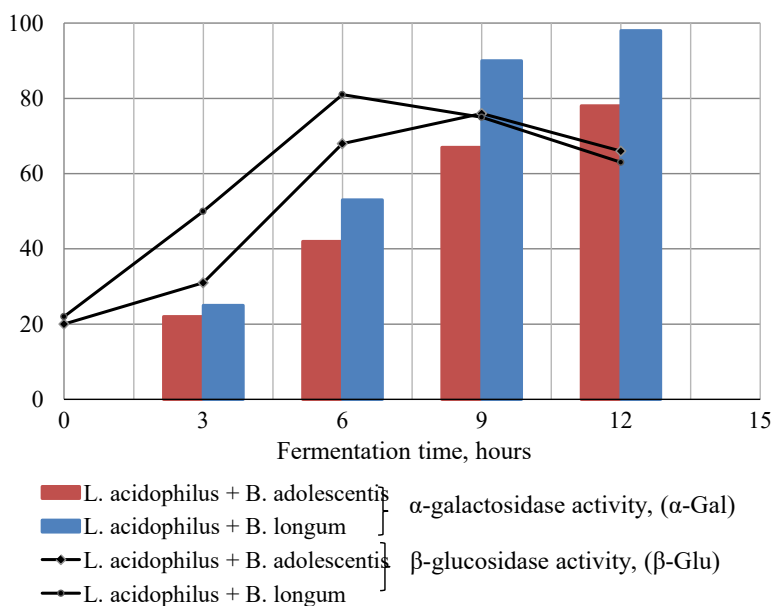 100
80
60
40
20
0
0 3 6 9 12 15
Fermentation time, hours
L. acidophilus + B. adolescentis
L. acidophilus + B. longum
α-galactosidase activity, (α-Gal)
L. acidophilus + B. adolescentis
β-glucosidase activity, (β-Glu)
L. acidophilus + B. longum